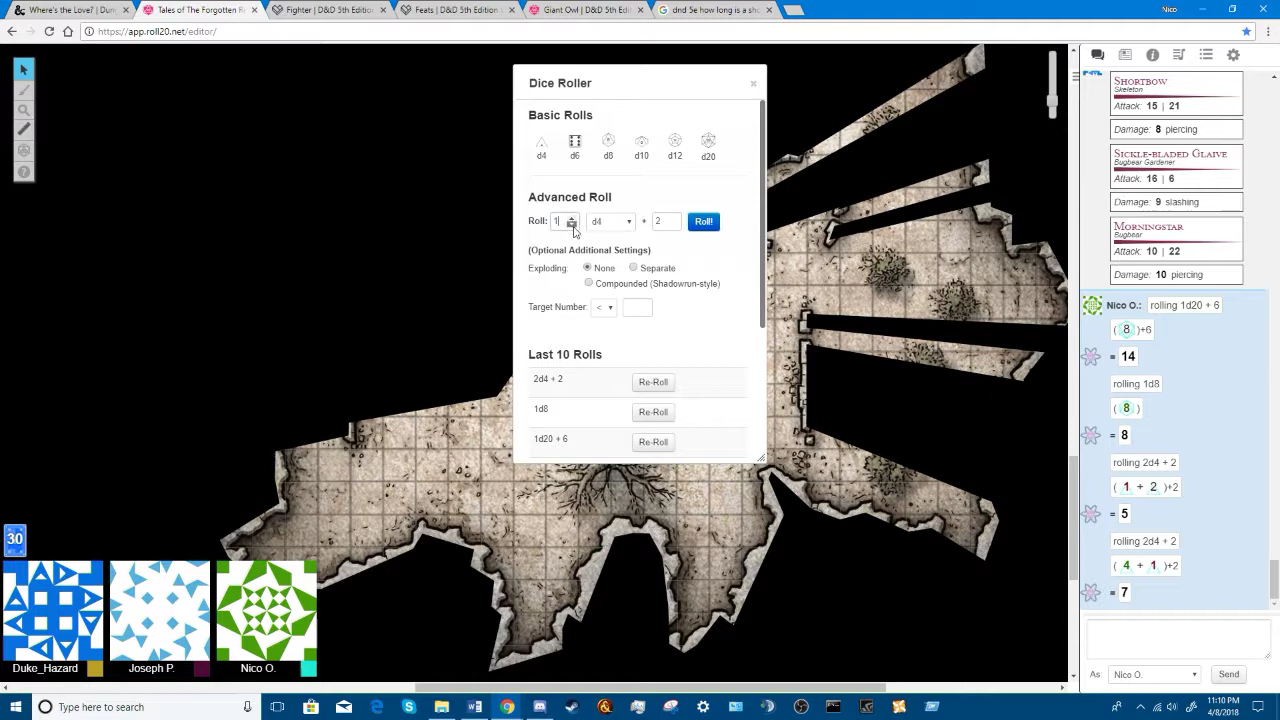 Where's the Love? | Dun
Tales of The Forgotten R
Fighter | D&D 5th Edition
Feats | D&D 5th Edition
Giant Owl | D&D 5th Edit
dnd 5e how long is a sho
Nico
https://app.roll20.net/editor/
Dice Roller
Basic Rolls
d4 d6 d8 d10 d12 d20
Advanced Roll
Roll: 1 d4 + 2 Roll!
(Optional Additional Settings)
Exploding: None Separate
Compounded (Shadowrun-style)
Target Number: <
Last 10 Rolls
2d4 + 2 Re-Roll
1d8 Re-Roll
1d20 + 6 Re-Roll
Shortbow
Skeleton
Attack: 15 | 21
Damage: 8 piercing
Sickle-bladed Glaive
Bugbear Gardener
Attack: 16 | 6
Damage: 9 slashing
Morningstar
Bugbear
Attack: 10 | 22
Damage: 10 piercing
Nico O.: rolling 1d20 + 6
(8)+6
= 14
rolling 1d8
(8)
= 8
rolling 2d4 + 2
(1 + 2)+2
= 5
rolling 2d4 + 2
(4 + 1)+2
= 7
As: Nico O. Send
30
Duke_Hazard
Joseph P.
Nico O.
Type here to search
11:10 PM
4/8/2018